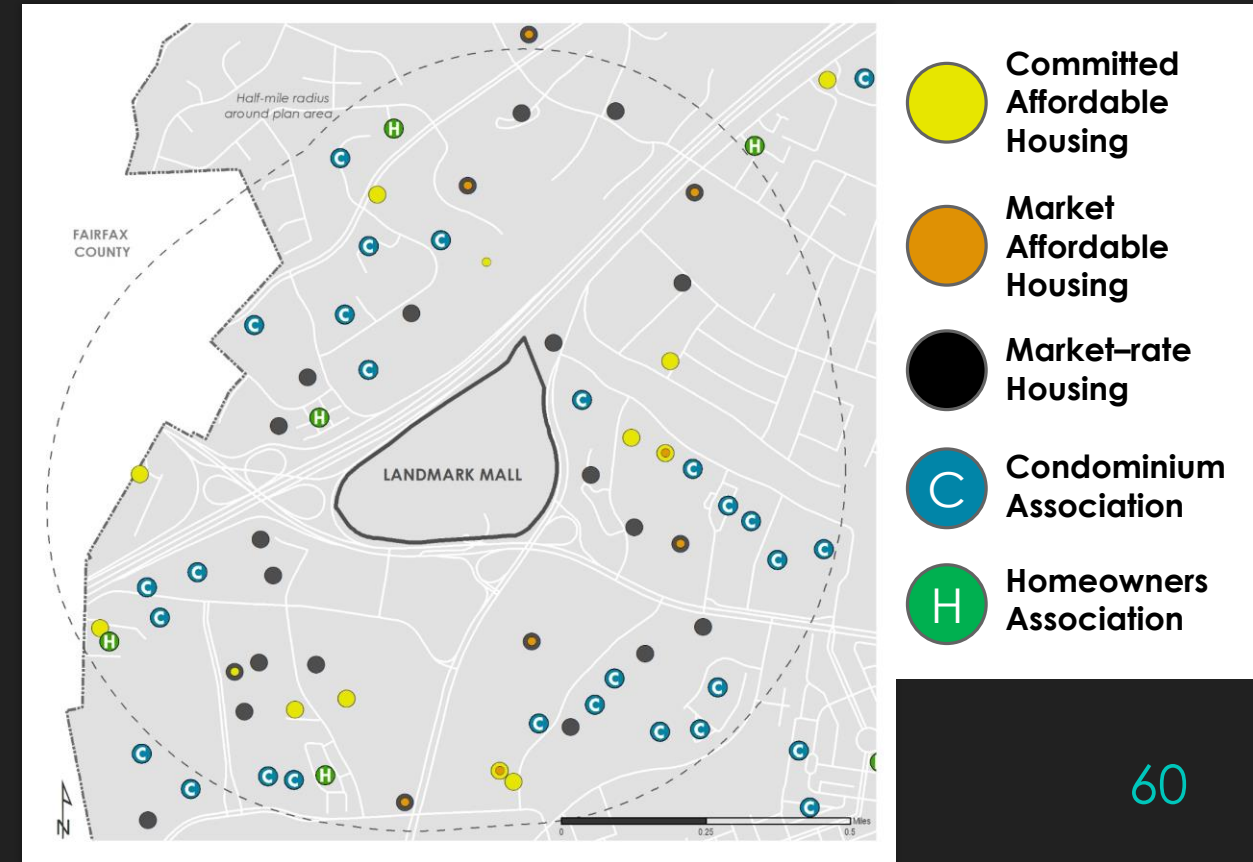 Half-mile radius
around plan area
FAIRFAX
COUNTY
LANDMARK MALL
H
C
C
H
C
C
C
C
C
H
C
C
C
C
C
C
C
C
C
H
C
C
C
C
C
C
C
C
C
C
H
C
C
N
Miles
0
0.25
0.5
Committed
Affordable
Housing
Market
Affordable
Housing
Market–rate
Housing
C
Condominium
Association
H
Homeowners
Association
60